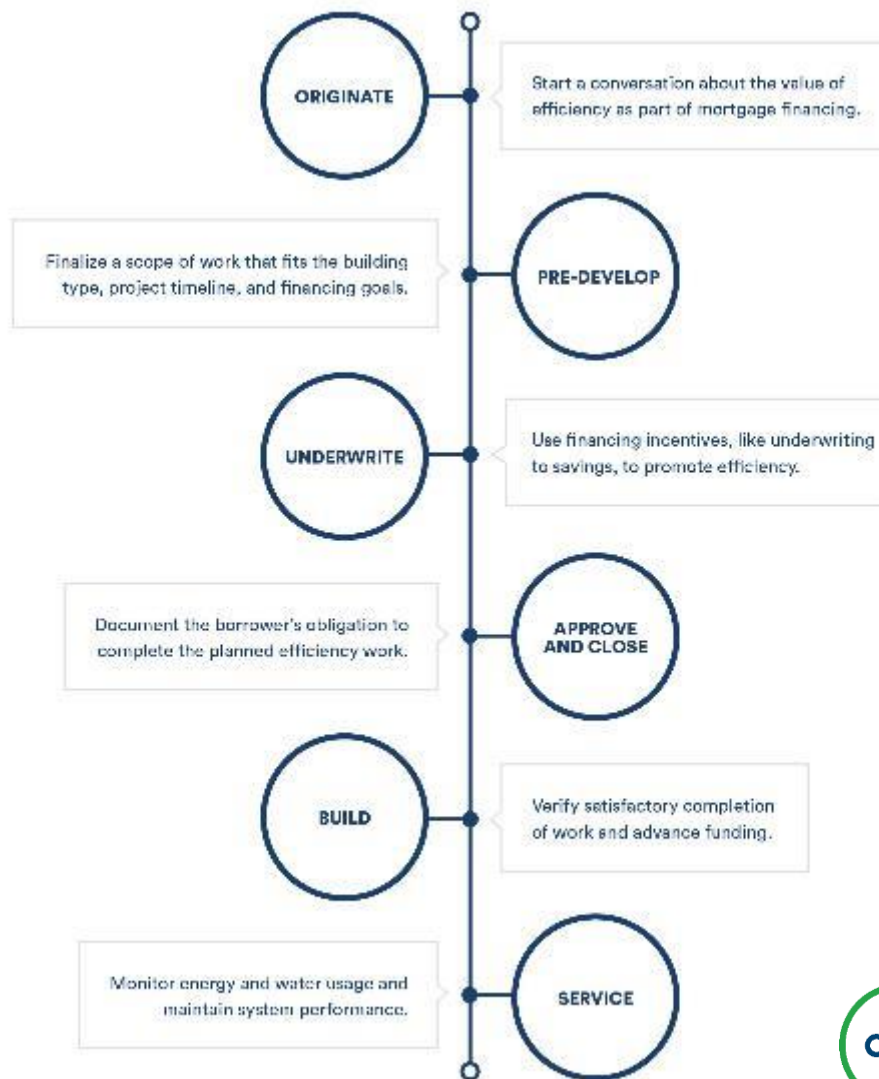 ORIGINATE
Start a conversation about the value of
efficiency as part of mortgage financing.
Finalize a scope of work that fits the building
type, project timeline, and financing goals.
PRE-DEVELOP
UNDERWRITE
Use financing incentives, like underwriting
to savings, to promote efficiency.
Document the borrower's obligation to
complete the planned efficiency work.
APPROVE
AND CLOSE
BUILD
Verify satisfactory completion
of work and advance funding.
Monitor energy and water usage and
maintain system performance.
SERVICE